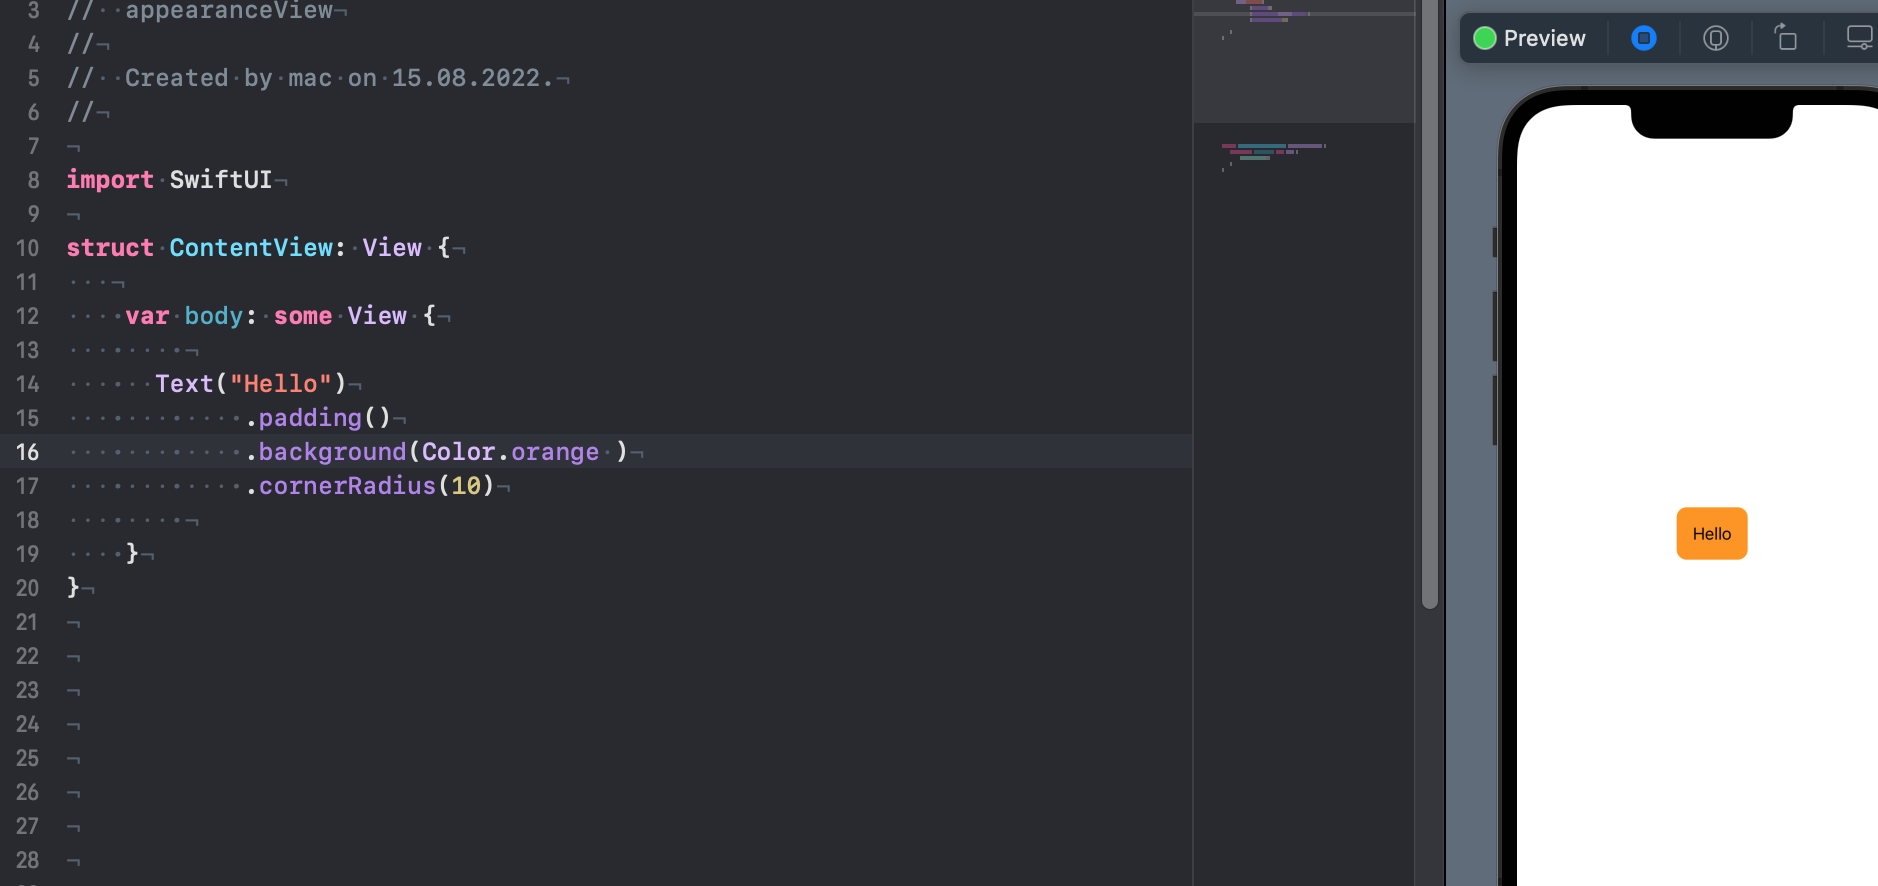 3 //  appearanceView
4 //
5 //  Created by mac on 15.08.2022.
6 //
7
8 import SwiftUI
9
10 struct ContentView: View {
11
12     var body: some View {
13
14       Text("Hello")
15             .padding()
16             .background(Color.orange )
17             .cornerRadius(10)
18
19     }
20 }
21
22
23
24
25
26
27
28
Preview
Hello